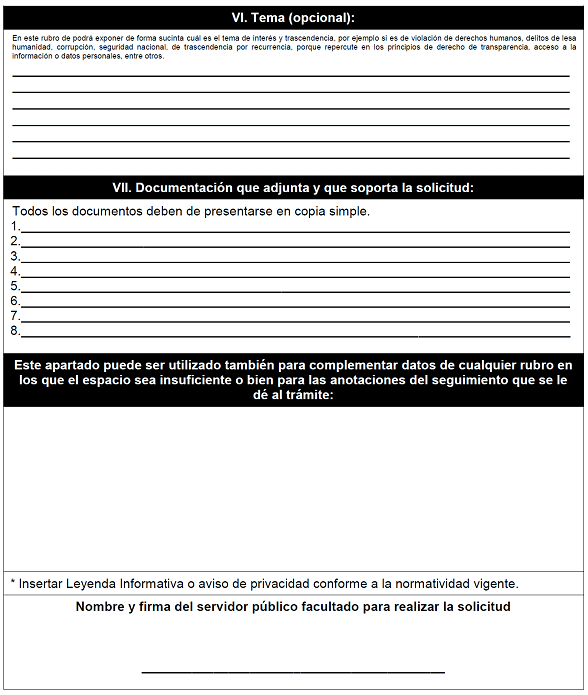 VI. Tema (opcional):
En este rubro de podrá exponer de forma sucinta cuál es el tema de interés y trascendencia, por ejemplo si es de violación de derechos humanos, delitos de lesa
humanidad, corrupción, seguridad nacional, de trascendencia por recurrencia, porque repercute en los principios de derecho de transparencia, acceso a la
información o datos personales, entre otros.
VII. Documentación que adjunta y que soporta la solicitud:
Todos los documentos deben de presentarse en copia simple.
1.
2.
3.
4.
5.
6.
7.
8.
Este apartado puede ser utilizado también para complementar datos de cualquier rubro en
los que el espacio sea insuficiente o bien para las anotaciones del seguimiento que se le
dé al trámite:
* Insertar Leyenda Informativa o aviso de privacidad conforme a la normatividad vigente.
Nombre y firma del servidor público facultado para realizar la solicitud